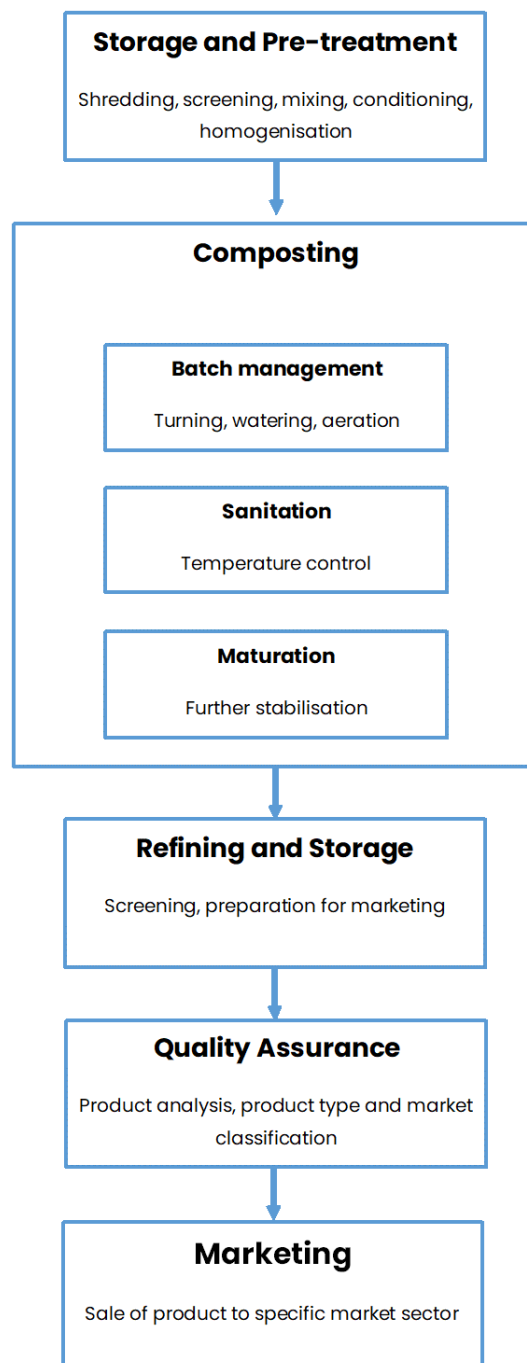 Storage and Pre-treatment
Shredding, screening, mixing, conditioning,
homogenisation
Composting
Batch management
Turning, watering, aeration
Sanitation
Temperature control
Maturation
Further stabilisation
Refining and Storage
Screening, preparation for marketing
Quality Assurance
Product analysis, product type and market
classification
Marketing
Sale of product to specific market sector